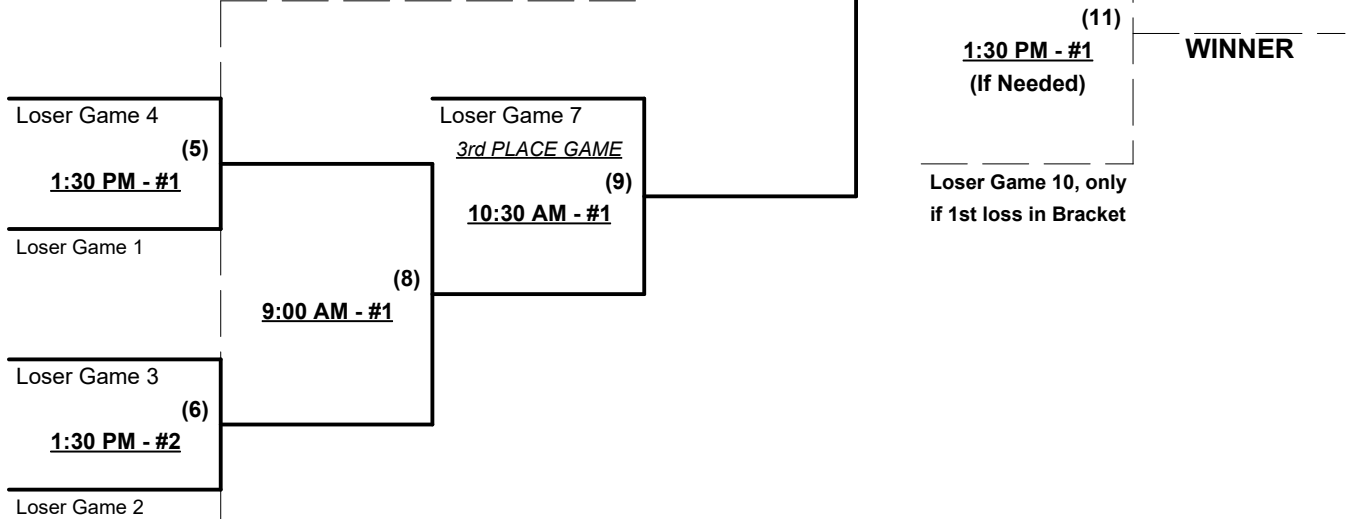 (11)
1:30 PM - #1
WINNER
(If Needed)
Loser Game 4
(5)
1:30 PM - #1
Loser Game 1
Loser Game 7
3rd PLACE GAME
(9)
10:30 AM - #1
Loser Game 10, only
if 1st loss in Bracket
(8)
9:00 AM - #1
Loser Game 3
(6)
1:30 PM - #2
Loser Game 2